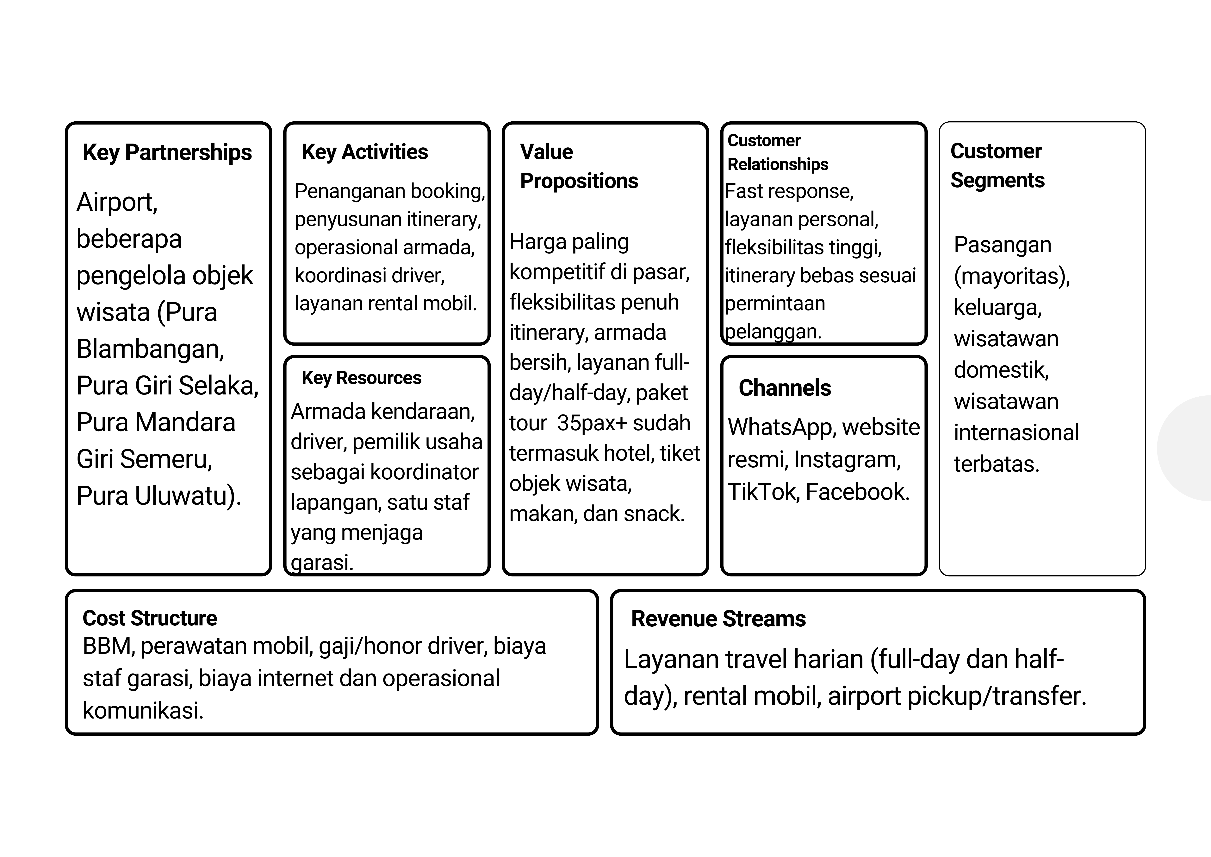 Key Partnerships
Airport,
beberapa
pengelola objek
wisata (Pura
Blambangan,
Pura Giri Selaka,
Pura Mandara
Giri Semeru,
Pura Uluwatu).
Key Activities
Penanganan booking,
penyusunan itinerary,
operasional armada,
koordinasi driver,
layanan rental mobil.
Key Resources
Armada kendaraan,
driver, pemilik usaha
sebagai koordinator
lapangan, satu staf
yang menjaga
garasi.
Value
Propositions
Harga paling
kompetitif di pasar,
fleksibilitas penuh
itinerary, armada
bersih, layanan full-
day/half-day, paket
tour 35pax+ sudah
termasuk hotel, tiket
objek wisata,
makan, dan snack.
Customer
Relationships
Fast response,
layanan personal,
fleksibilitas tinggi,
itinerary bebas sesuai
permintaan
pelanggan.
Channels
WhatsApp, website
resmi, Instagram,
TikTok, Facebook.
Customer
Segments
Pasangan
(mayoritas),
keluarga,
wisatawan
domestik,
wisatawan
internasional
terbatas.
Cost Structure
BBM, perawatan mobil, gaji/honor driver, biaya
staf garasi, biaya internet dan operasional
komunikasi.
Revenue Streams
Layanan travel harian (full-day dan half-
day), rental mobil, airport pickup/transfer.